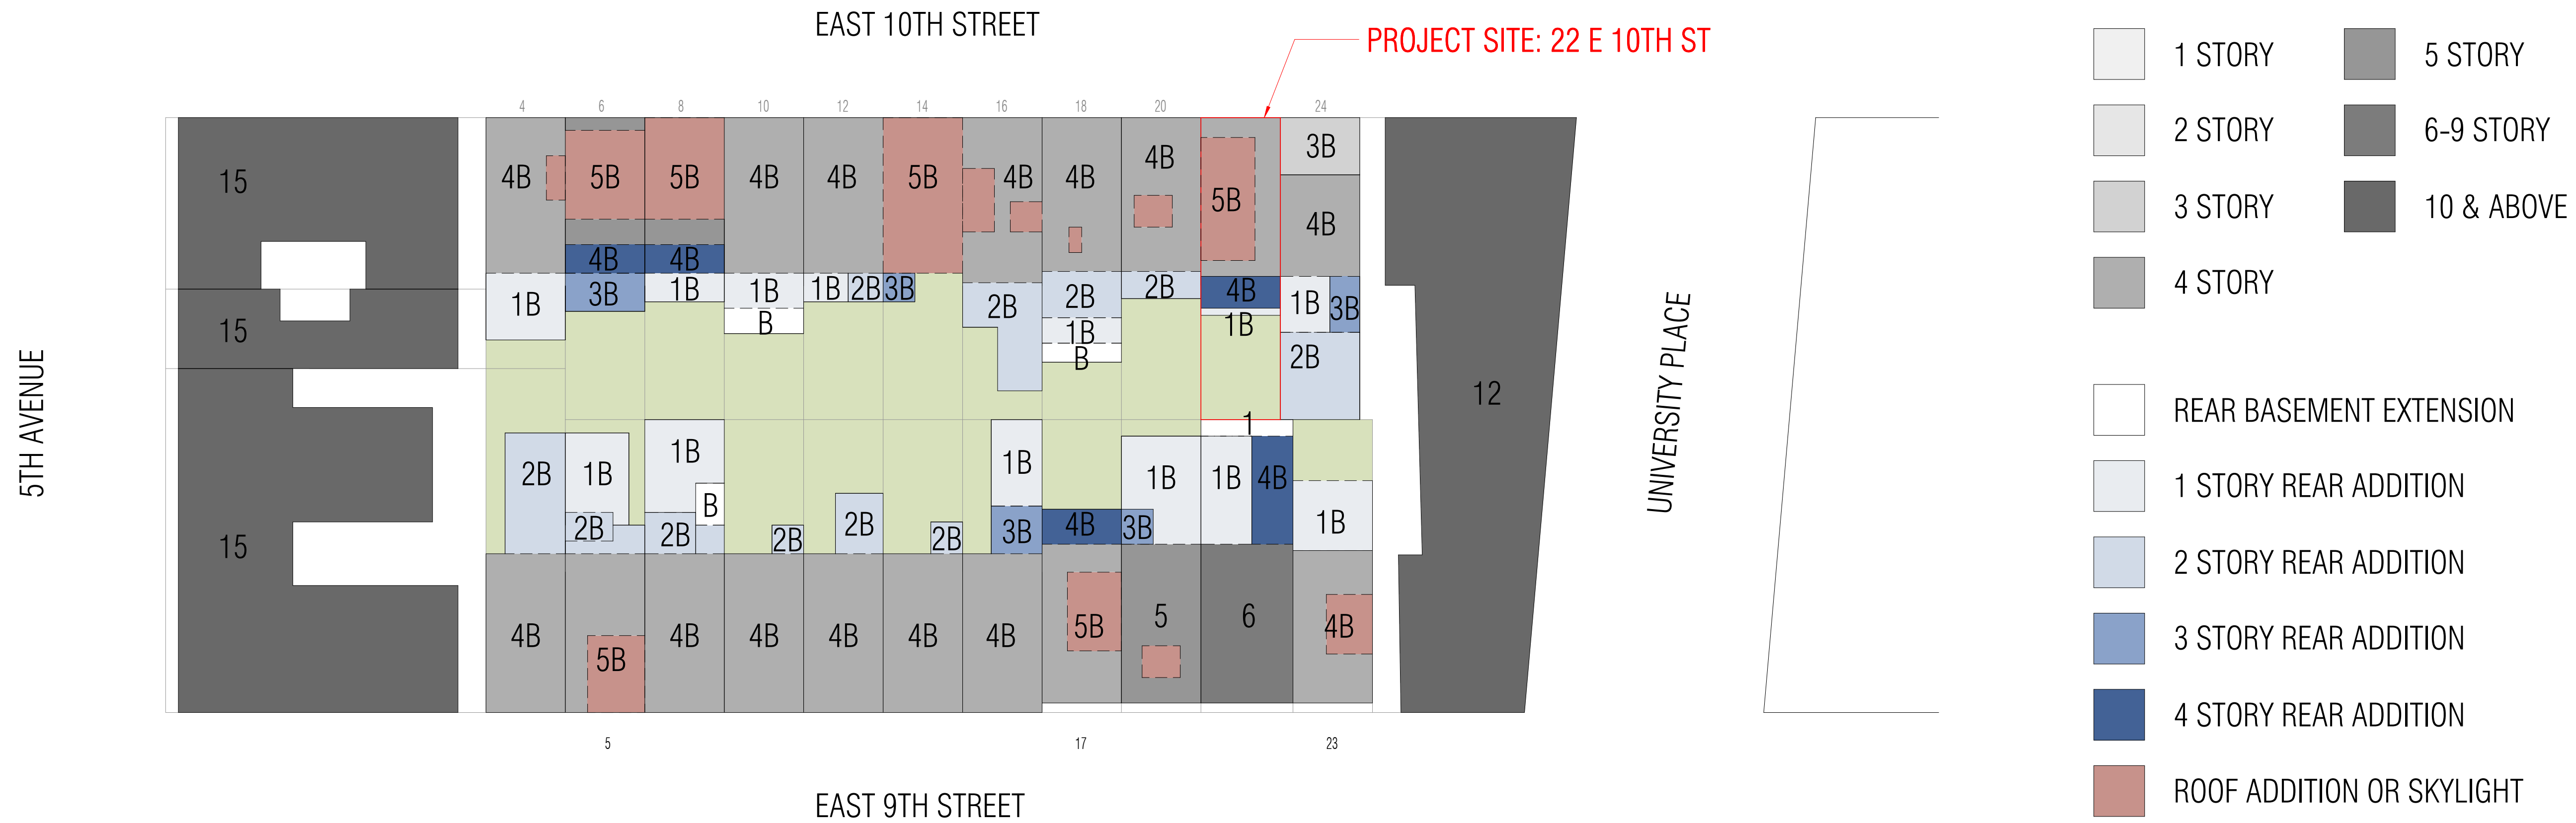 EAST 10TH STREET
PROJECT SITE: 22 E 10TH ST
4 6 8 10 12 14 16 18 20 24
15
4B 5B 5B 4B 4B 5B 4B 4B 4B 5B 3B
4B
4B 4B
1B 3B 1B 1B 1B 2B 3B 2B 2B 2B 4B 1B 3B
B 1B 1B
15
B 2B
12
1
2B 1B 1B 1B 1B 1B 4B
B
2B 2B 2B 2B 2B 3B 4B 3B 1B
15
4B 5B 4B 4B 4B 4B 4B 5B 5 6 4B
5 17 23
EAST 9TH STREET
5TH AVENUE
UNIVERSITY PLACE
1 STORY
2 STORY
3 STORY
4 STORY
5 STORY
6-9 STORY
10 & ABOVE
REAR BASEMENT EXTENSION
1 STORY REAR ADDITION
2 STORY REAR ADDITION
3 STORY REAR ADDITION
4 STORY REAR ADDITION
ROOF ADDITION OR SKYLIGHT